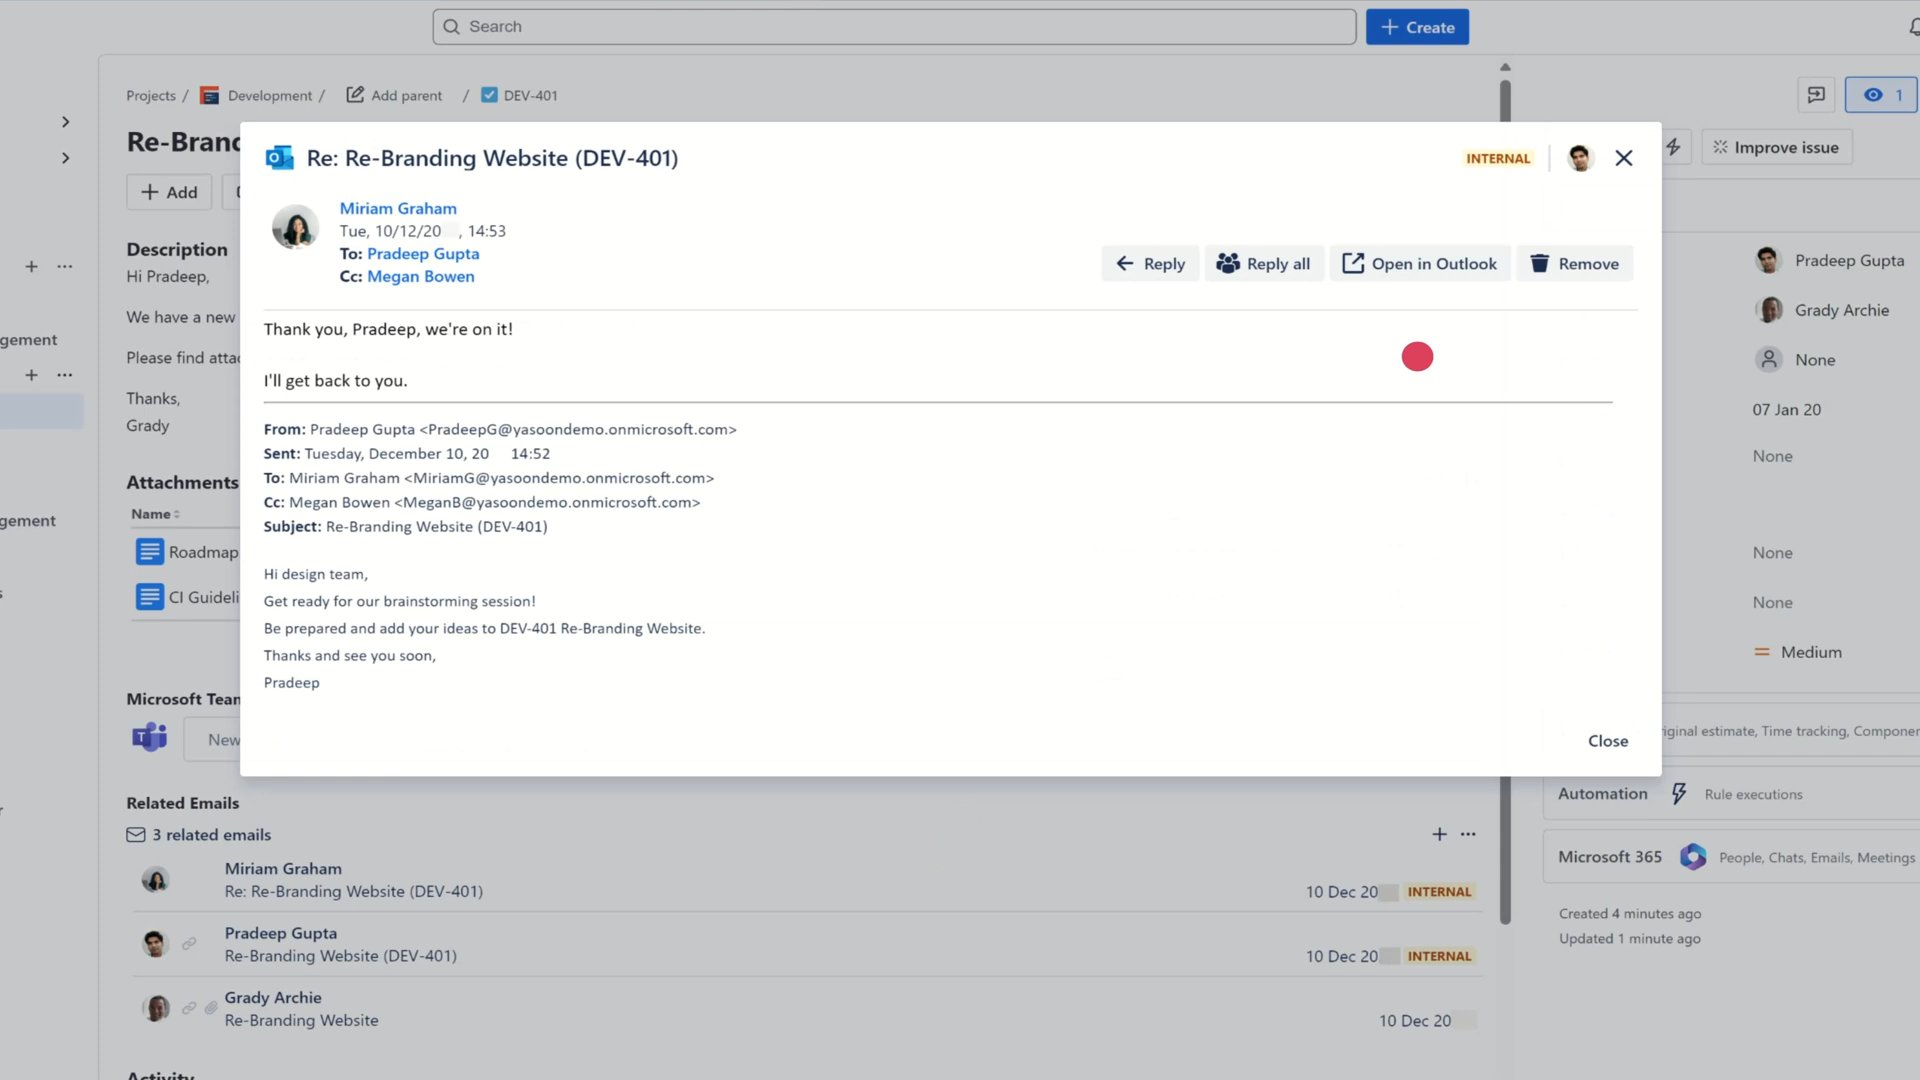 Search
Create
Projects / Development / Add parent / DEV-401
1
Re-Brand
Improve issue
Add
Re: Re-Branding Website (DEV-401)
INTERNAL
Miriam Graham
Tue, 10/12/20 , 14:53
To: Pradeep Gupta
Cc: Megan Bowen
Reply
Reply all
Open in Outlook
Remove
Thank you, Pradeep, we're on it!
I'll get back to you.
From: Pradeep Gupta <PradeepG@yasoondemo.onmicrosoft.com>
Sent: Tuesday, December 10, 20 14:52
To: Miriam Graham <MiriamG@yasoondemo.onmicrosoft.com>
Cc: Megan Bowen <MeganB@yasoondemo.onmicrosoft.com>
Subject: Re-Branding Website (DEV-401)
Hi design team,
Get ready for our brainstorming session!
Be prepared and add your ideas to DEV-401 Re-Branding Website.
Thanks and see you soon,
Pradeep
Close
gement
gement
Description
Hi Pradeep,
We have a new
Please find atta
Thanks,
Grady
Attachments
Name
Roadmap
CI Guideli
Microsoft Team
New
Related Emails
3 related emails
Miriam Graham
Re: Re-Branding Website (DEV-401)
10 Dec 20
INTERNAL
Pradeep Gupta
Re-Branding Website (DEV-401)
10 Dec 20
INTERNAL
Grady Archie
Re-Branding Website
10 Dec 20
Activity
Pradeep Gupta
Grady Archie
None
07 Jan 20
None
None
None
Medium
iginal estimate, Time tracking, Componen
Automation
Rule executions
Microsoft 365
People, Chats, Emails, Meetings
Created 4 minutes ago
Updated 1 minute ago